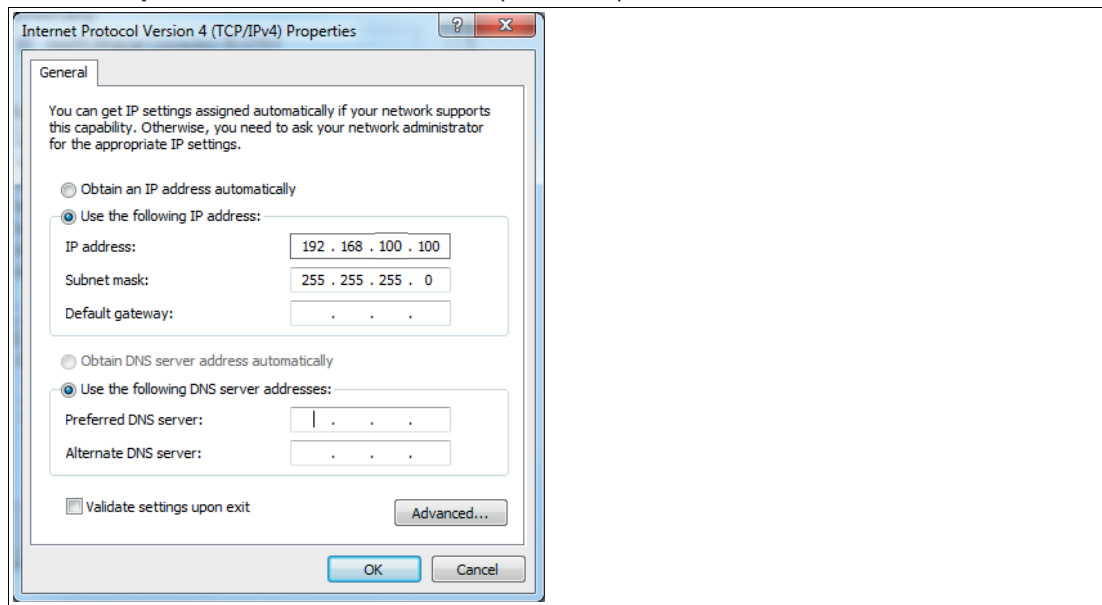 Internet Protocol Version 4 (TCP/IPv4) Properties
General
You can get IP settings assigned automatically if your network supports
this capability. Otherwise, you need to ask your network administrator
for the appropriate IP settings.
Obtain an IP address automatically
Use the following IP address:
IP address: 192 . 168 . 100 . 100
Subnet mask: 255 . 255 . 255 . 0
Default gateway: . . .
Obtain DNS server address automatically
Use the following DNS server addresses:
Preferred DNS server: . . .
Alternate DNS server: . . .
Validate settings upon exit
Advanced...
OK Cancel